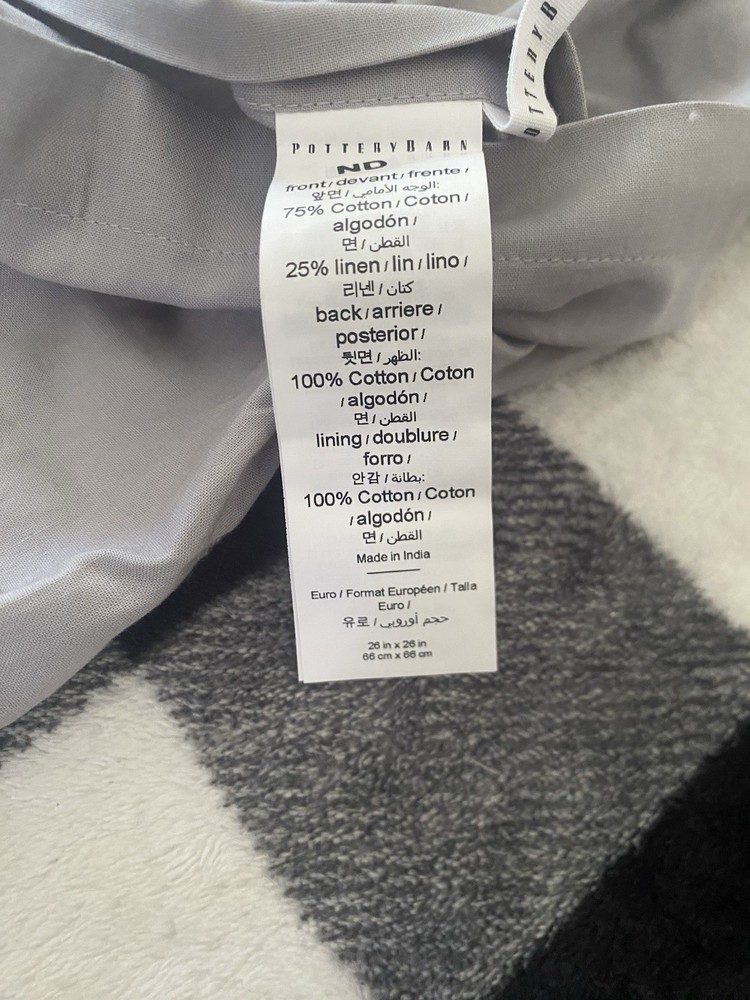 POTTERY B
POTTERY BARN
ND
front / devant / frente /
앞면 / الوجه الأمامي:
75% Cotton / Coton /
algodón /
면 / القطن
25% linen / lin / lino /
리넨 / كتان
back / arriere /
posterior /
뒷면 / الظهر:
100% Cotton / Coton
/ algodón /
면 / القطن
lining / doublure /
forro /
안감 / بطانة:
100% Cotton / Coton
/ algodón /
면 / القطن
Made in India
Euro / Format Européen / Talla
Euro /
유로 / حجم أوروبي
26 in x 26 in
66 cm x 66 cm